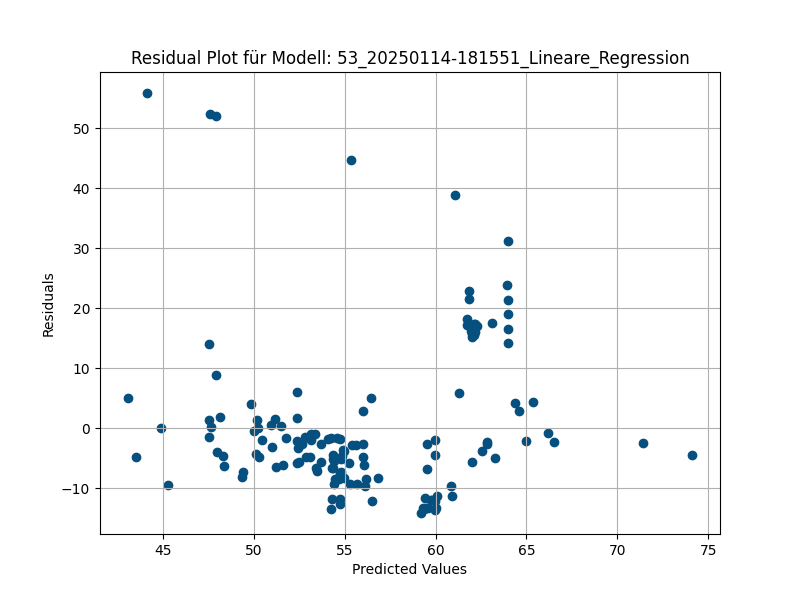 Residual Plot für Modell: 53_20250114-181551_Lineare_Regression
50
40
30
20
10
0
−10
Residuals
45 50 55 60 65 70 75
Predicted Values